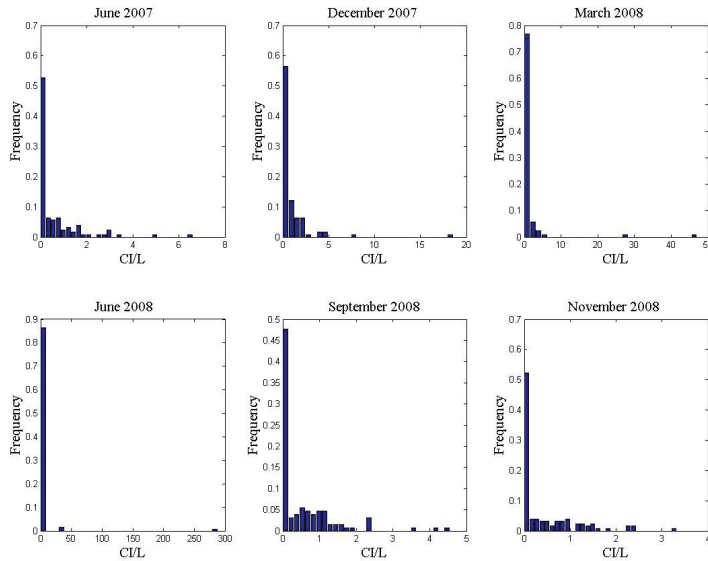 June 2007
0.7
0.6
0.5
0.4
0.3
0.2
0.1
0
Frequency
0 2 4 6 8
CI/L
December 2007
0.7
0.6
0.5
0.4
0.3
0.2
0.1
0
Frequency
0 5 10 15 20
CI/L
March 2008
0.8
0.7
0.6
0.5
0.4
0.3
0.2
0.1
0
Frequency
0 10 20 30 40 50
CI/L
June 2008
0.9
0.8
0.7
0.6
0.5
0.4
0.3
0.2
0.1
0
Frequency
0 50 100 150 200 250 300
CI/L
September 2008
0.5
0.45
0.4
0.35
0.3
0.25
0.2
0.15
0.1
0.05
0
Frequency
0 1 2 3 4 5
CI/L
November 2008
0.7
0.6
0.5
0.4
0.3
0.2
0.1
0
Frequency
0 1 2 3 4
CI/L